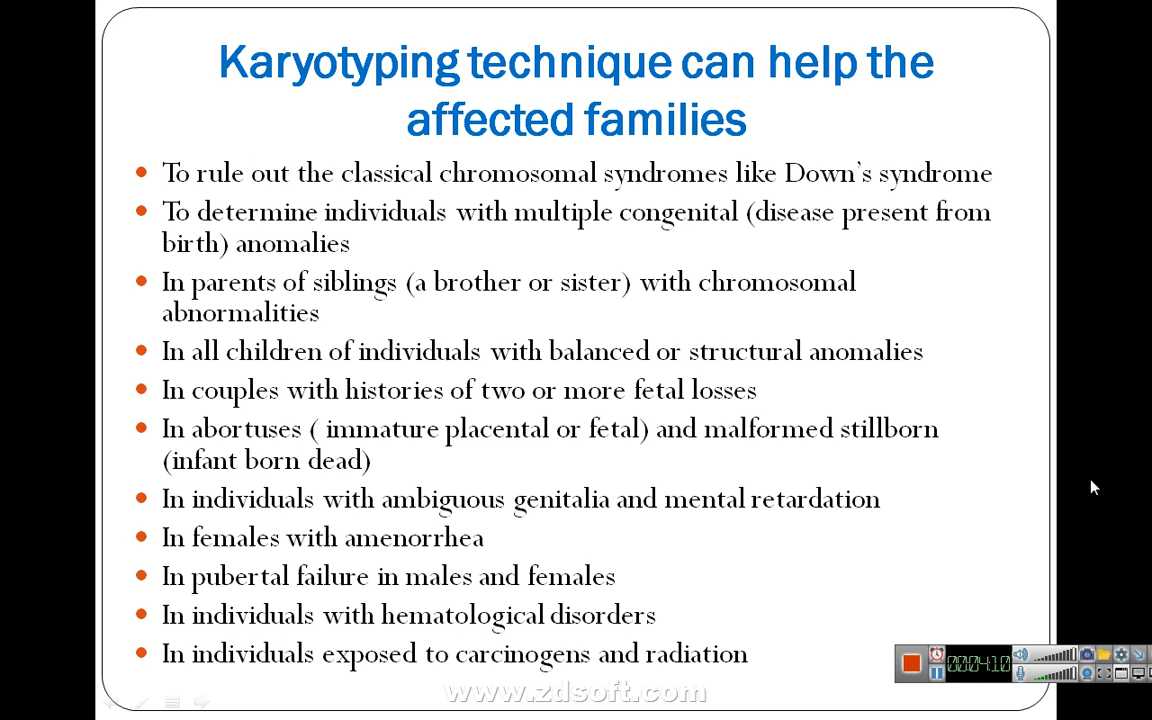 Karyotyping technique can help the
affected families
• To rule out the classical chromosomal syndromes like Down's syndrome
• To determine individuals with multiple congenital (disease present from
birth) anomalies
• In parents of siblings (a brother or sister) with chromosomal
abnormalities
• In all children of individuals with balanced or structural anomalies
• In couples with histories of two or more fetal losses
• In abortuses ( immature placental or fetal) and malformed stillborn
(infant born dead)
• In individuals with ambiguous genitalia and mental retardation
• In females with amenorrhea
• In pubertal failure in males and females
• In individuals with hematological disorders
• In individuals exposed to carcinogens and radiation
000:04:10
www.zdsoft.com